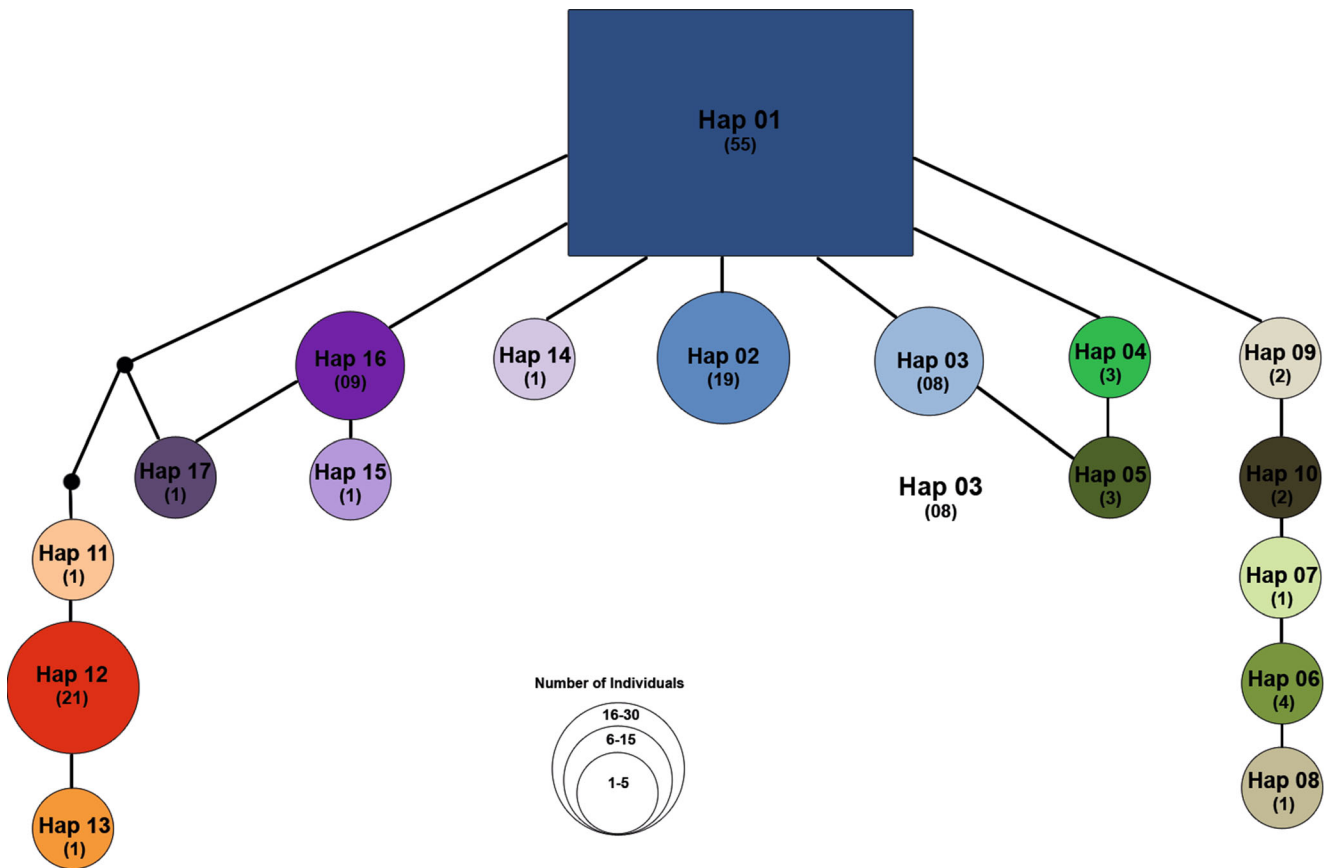 Hap 01
(55)
Hap 16
(09)
Hap 14
(1)
Hap 02
(19)
Hap 03
(08)
Hap 04
(3)
Hap 09
(2)
Hap 17
(1)
Hap 15
(1)
Hap 03
(08)
Hap 05
(3)
Hap 10
(2)
Hap 11
(1)
Hap 07
(1)
Hap 12
(21)
Hap 06
(4)
Number of Individuals
16-30
6-15
1-5
Hap 13
(1)
Hap 08
(1)